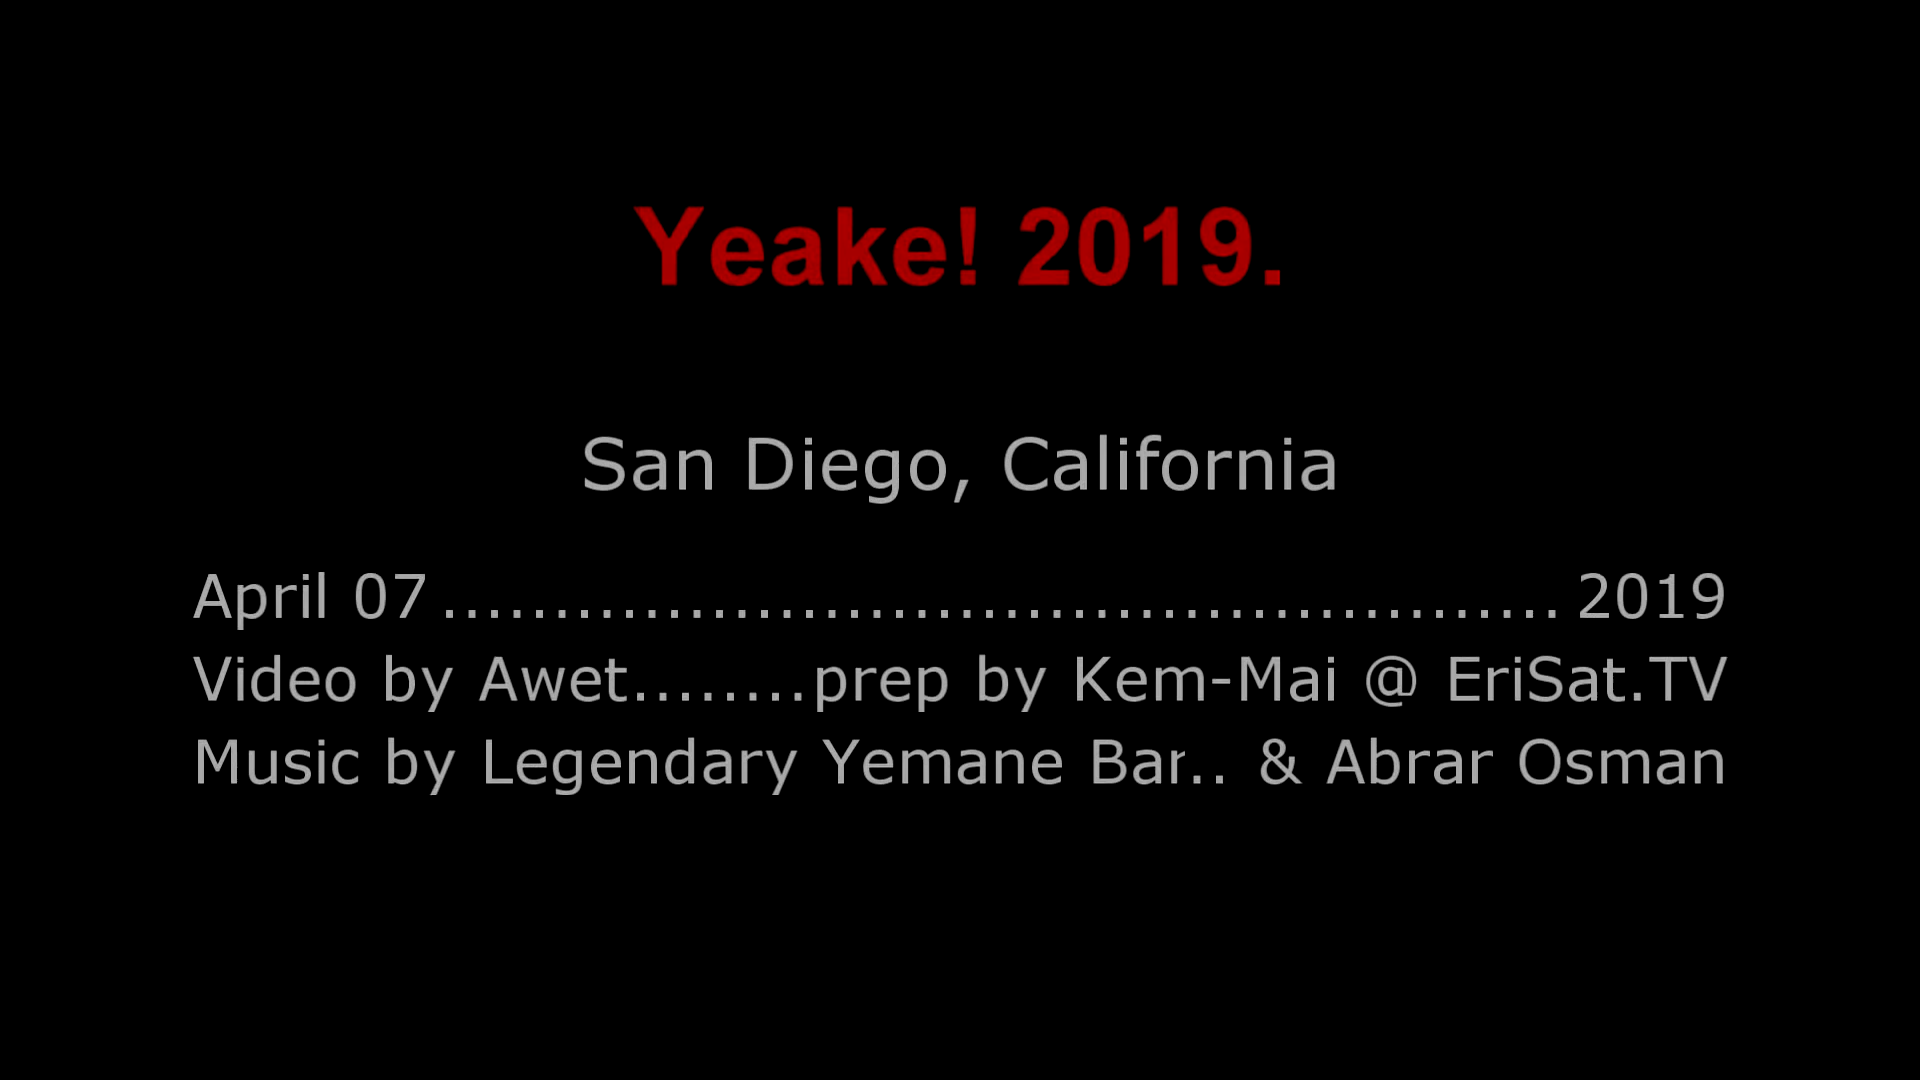 Yeake! 2019.
San Diego, California
April 07 .................................................. 2019
Video by Awet........prep by Kem-Mai @ EriSat.TV
Music by Legendary Yemane Bar.. & Abrar Osman